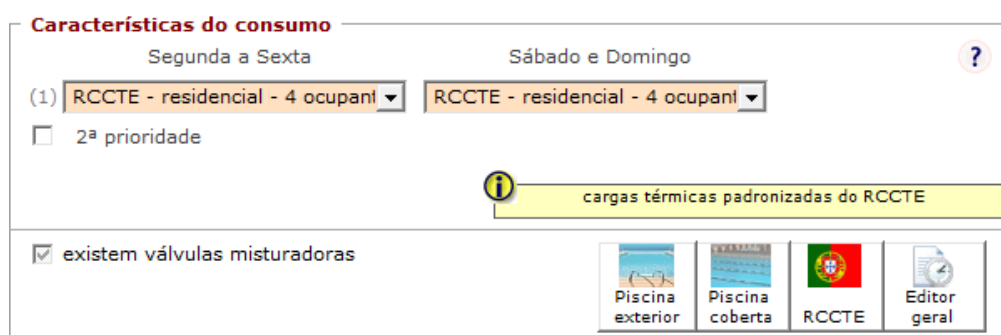 Características do consumo
Segunda a Sexta Sábado e Domingo
?
(1) RCCTE - residencial - 4 ocupant RCCTE - residencial - 4 ocupant
2ª prioridade
cargas térmicas padronizadas do RCCTE
existem válvulas misturadoras
Piscina exterior
Piscina coberta
RCCTE
Editor geral